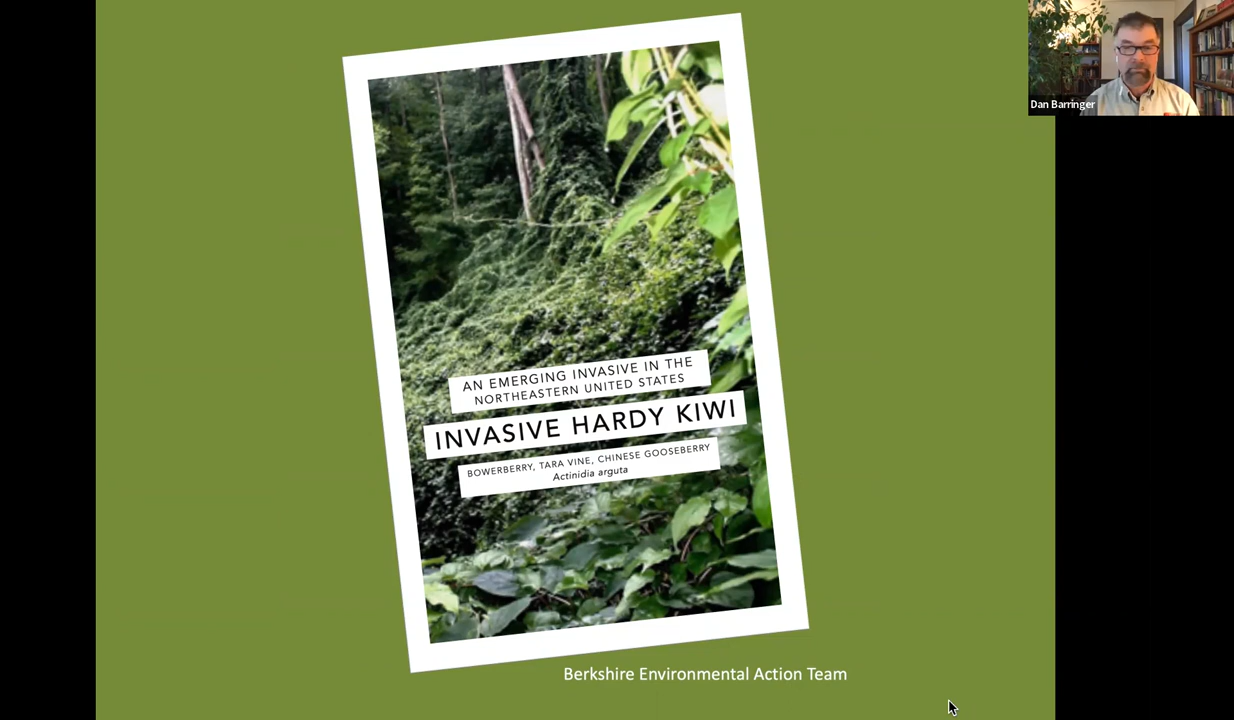 Dan Barringer
AN EMERGING INVASIVE IN THE
NORTHEASTERN UNITED STATES
INVASIVE HARDY KIWI
BOWERBERRY, TARA VINE, CHINESE GOOSEBERRY
Actinidia arguta
Berkshire Environmental Action Team